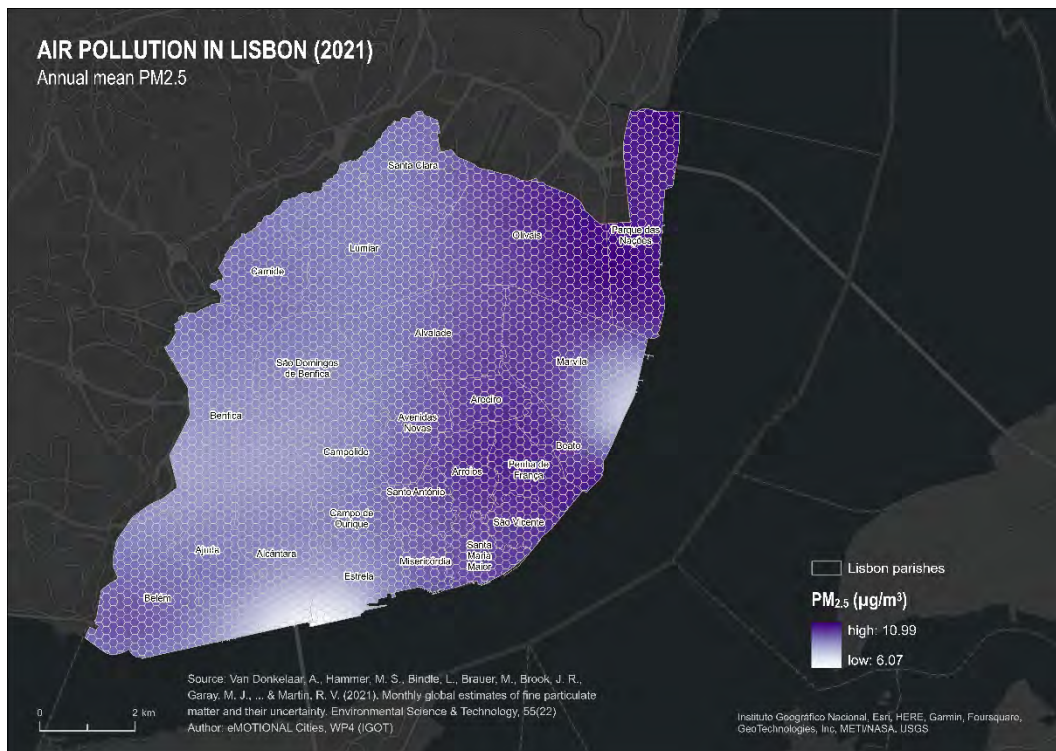 AIR POLLUTION IN LISBON (2021)
Annual mean PM2.5
Santa Clara
Olivais
Parque das
Nações
Lumiar
Carnide
Alvalade
Marvila
São Domingos
de Benfica
Areeiro
Benfica
Avenidas
Novas
Beato
Campolide
Arroios
Penha de
França
Santo António
Campo de
Ourique
São Vicente
Santa
Maria
Maior
Ajuda
Alcântara
Misericórdia
Estrela
Belém
Lisbon parishes
PM2.5 (µg/m³)
high: 10.99
low: 6.07
Source: Van Donkelaar, A., Hammer, M. S., Bindle, L., Brauer, M., Brook, J. R.,
Garay, M. J., ... & Martin, R. V. (2021). Monthly global estimates of fine particulate
matter and their uncertainty. Environmental Science & Technology, 55(22)
Author: eMOTIONAL Cities, WP4 (IGOT)
0 2 km
Instituto Geográfico Nacional, Esri, HERE, Garmin, Foursquare,
GeoTechnologies, Inc, METI/NASA, USGS